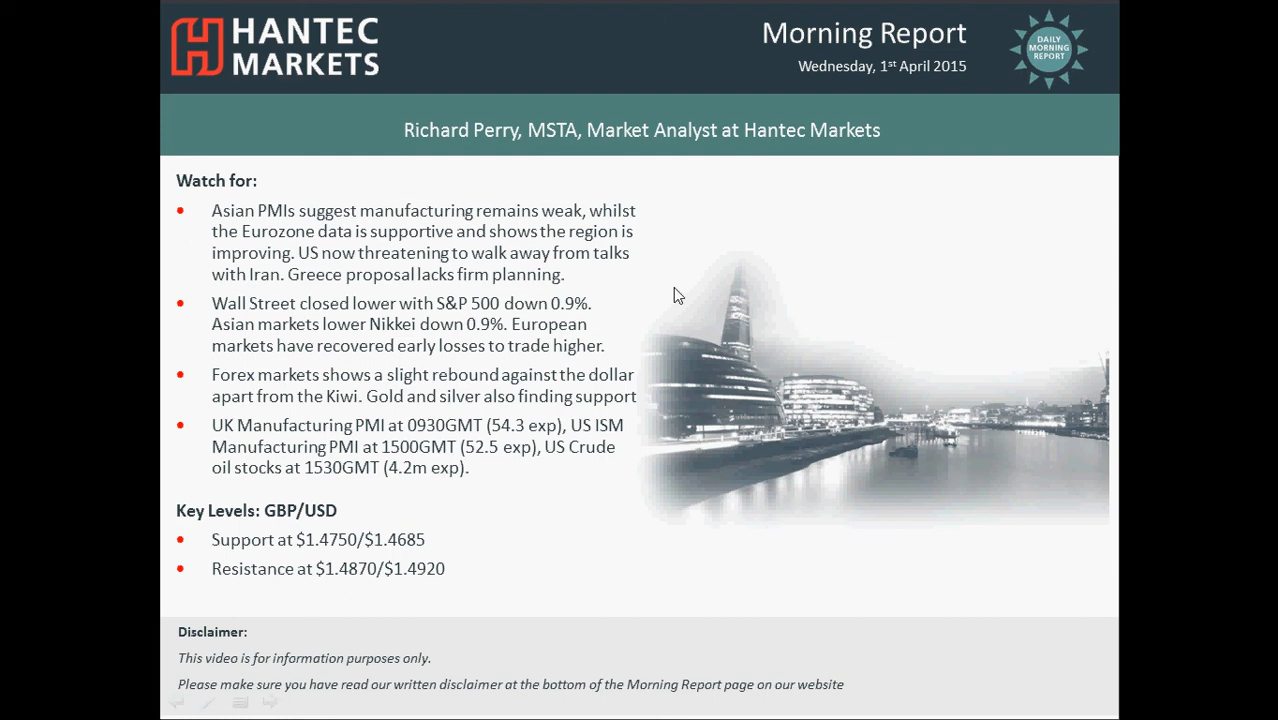 HANTEC
MARKETS
Morning Report
Wednesday, 1st April 2015
DAILY
MORNING
REPORT
Richard Perry, MSTA, Market Analyst at Hantec Markets
Watch for:
• Asian PMIs suggest manufacturing remains weak, whilst
the Eurozone data is supportive and shows the region is
improving. US now threatening to walk away from talks
with Iran. Greece proposal lacks firm planning.
• Wall Street closed lower with S&P 500 down 0.9%.
Asian markets lower Nikkei down 0.9%. European
markets have recovered early losses to trade higher.
• Forex markets shows a slight rebound against the dollar
apart from the Kiwi. Gold and silver also finding support
• UK Manufacturing PMI at 0930GMT (54.3 exp), US ISM
Manufacturing PMI at 1500GMT (52.5 exp), US Crude
oil stocks at 1530GMT (4.2m exp).
Key Levels: GBP/USD
• Support at $1.4750/$1.4685
• Resistance at $1.4870/$1.4920
Disclaimer:
This video is for information purposes only.
Please make sure you have read our written disclaimer at the bottom of the Morning Report page on our website